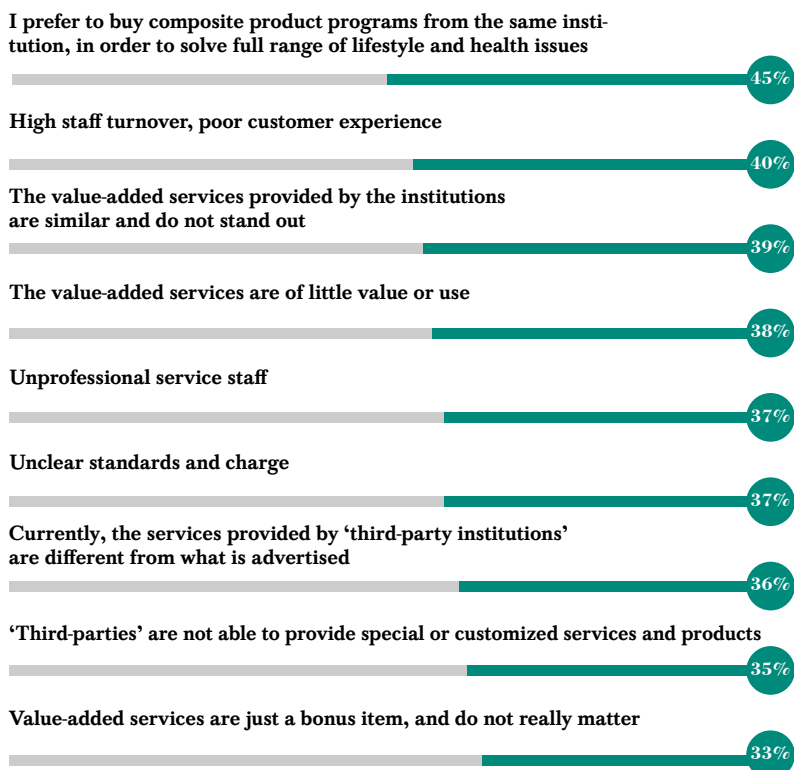 I prefer to buy composite product programs from the same insti-
tution, in order to solve full range of lifestyle and health issues
45%
High staff turnover, poor customer experience
40%
The value-added services provided by the institutions
are similar and do not stand out
39%
The value-added services are of little value or use
38%
Unprofessional service staff
37%
Unclear standards and charge
37%
Currently, the services provided by ‘third-party institutions’
are different from what is advertised
36%
‘Third-parties’ are not able to provide special or customized services and products
35%
Value-added services are just a bonus item, and do not really matter
33%